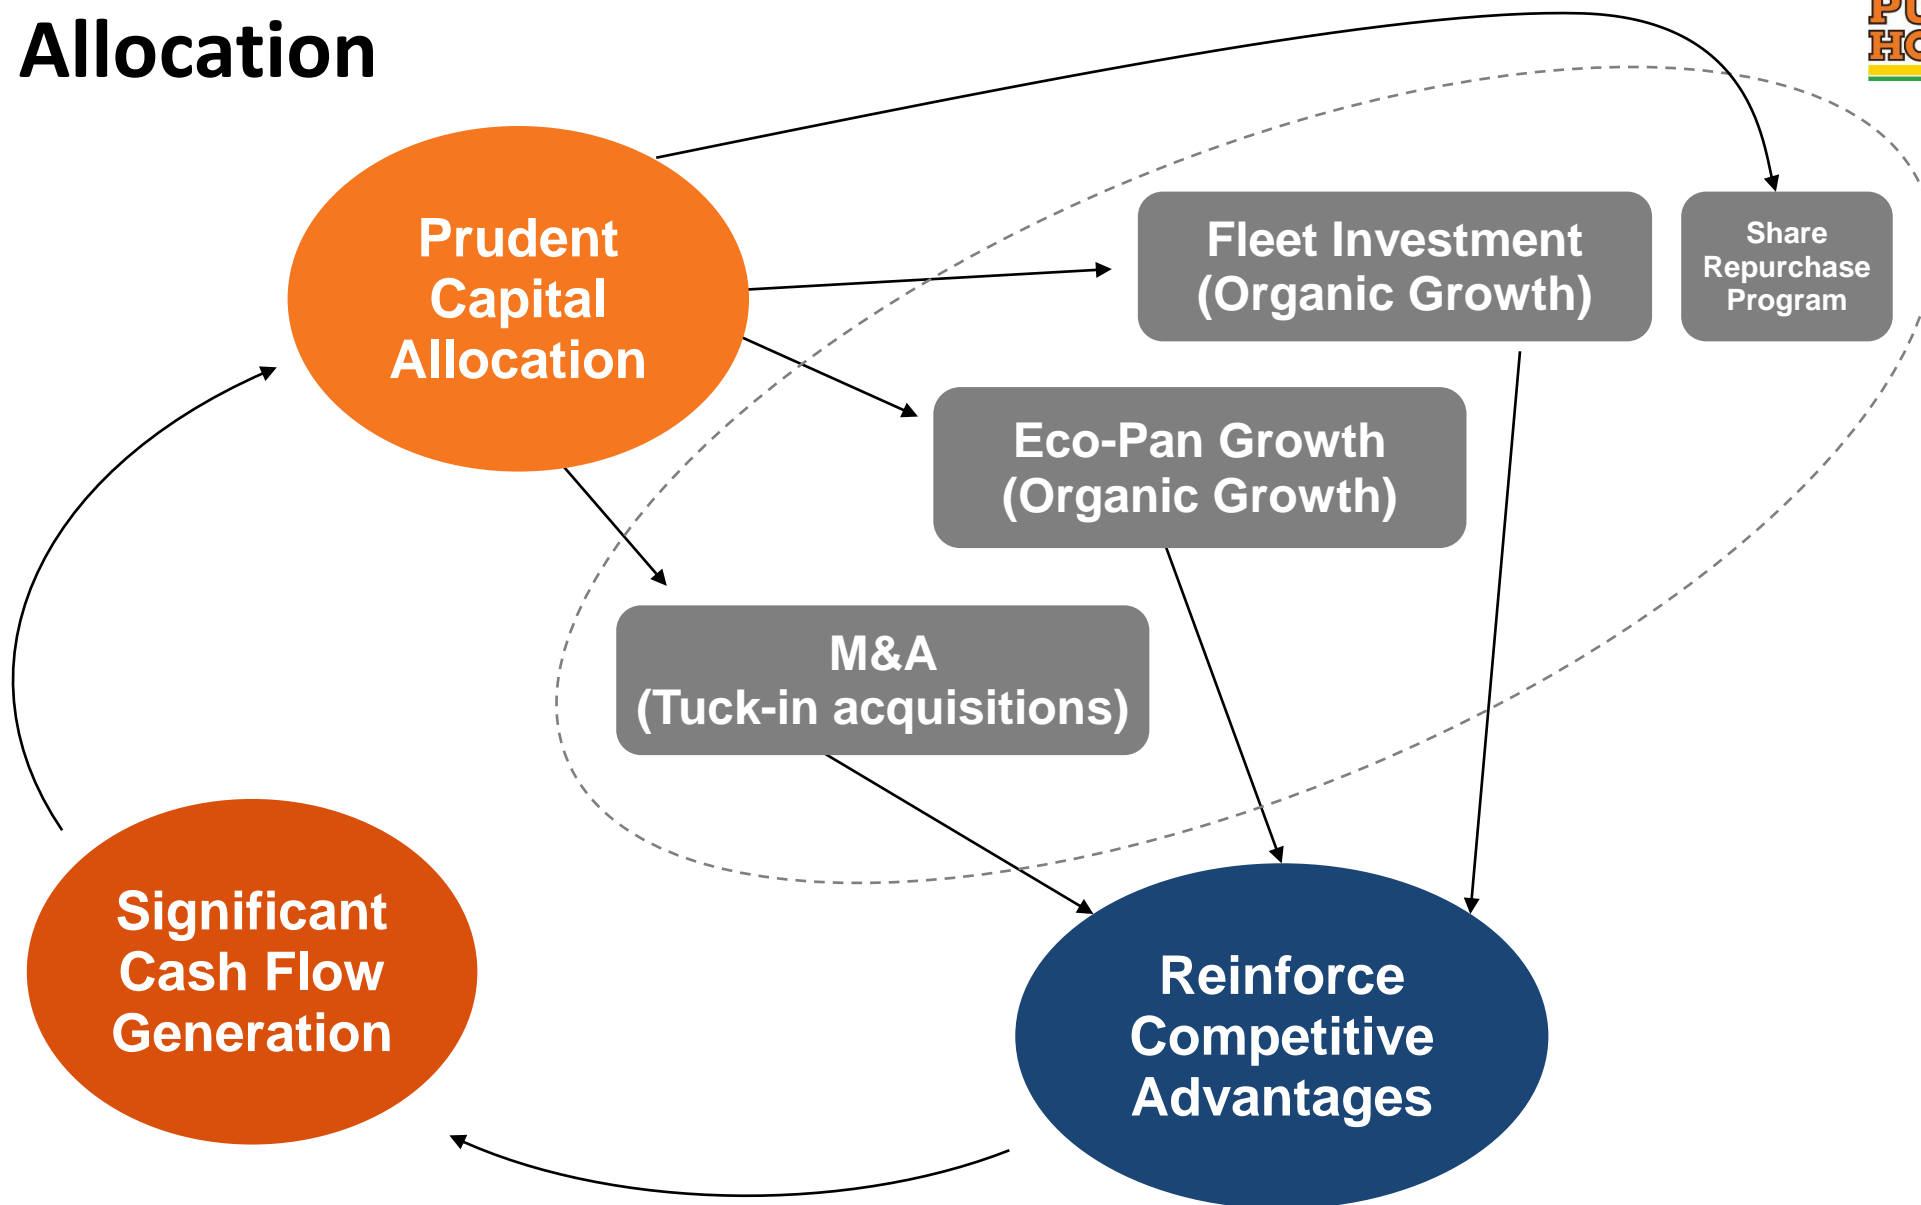 Allocation
Prudent
Capital
Allocation
Fleet Investment
(Organic Growth)
Share
Repurchase
Program
Eco-Pan Growth
(Organic Growth)
M&A
(Tuck-in acquisitions)
Significant
Cash Flow
Generation
Reinforce
Competitive
Advantages